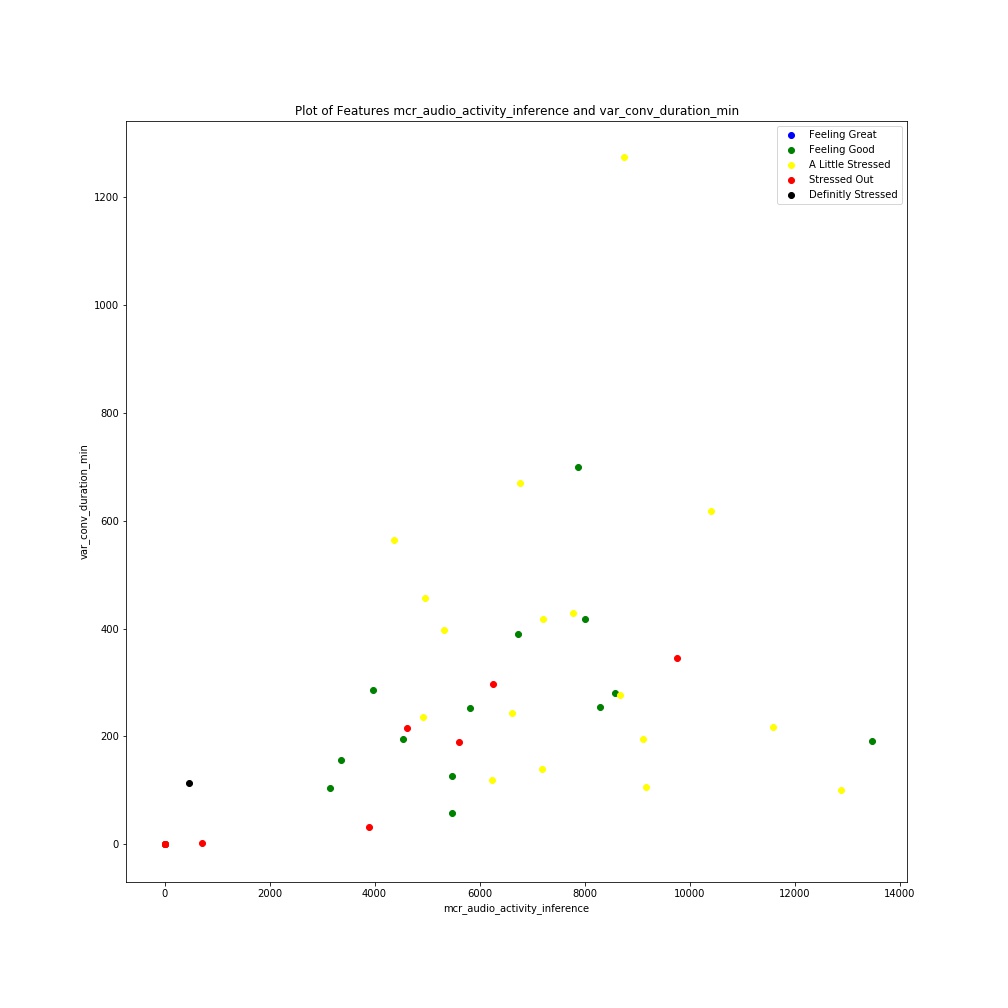 Plot of Features mcr_audio_activity_inference and var_conv_duration_min
Feeling Great
Feeling Good
A Little Stressed
Stressed Out
Definitly Stressed
1200
1000
800
600
400
200
0
var_conv_duration_min
0 2000 4000 6000 8000 10000 12000 14000
mcr_audio_activity_inference